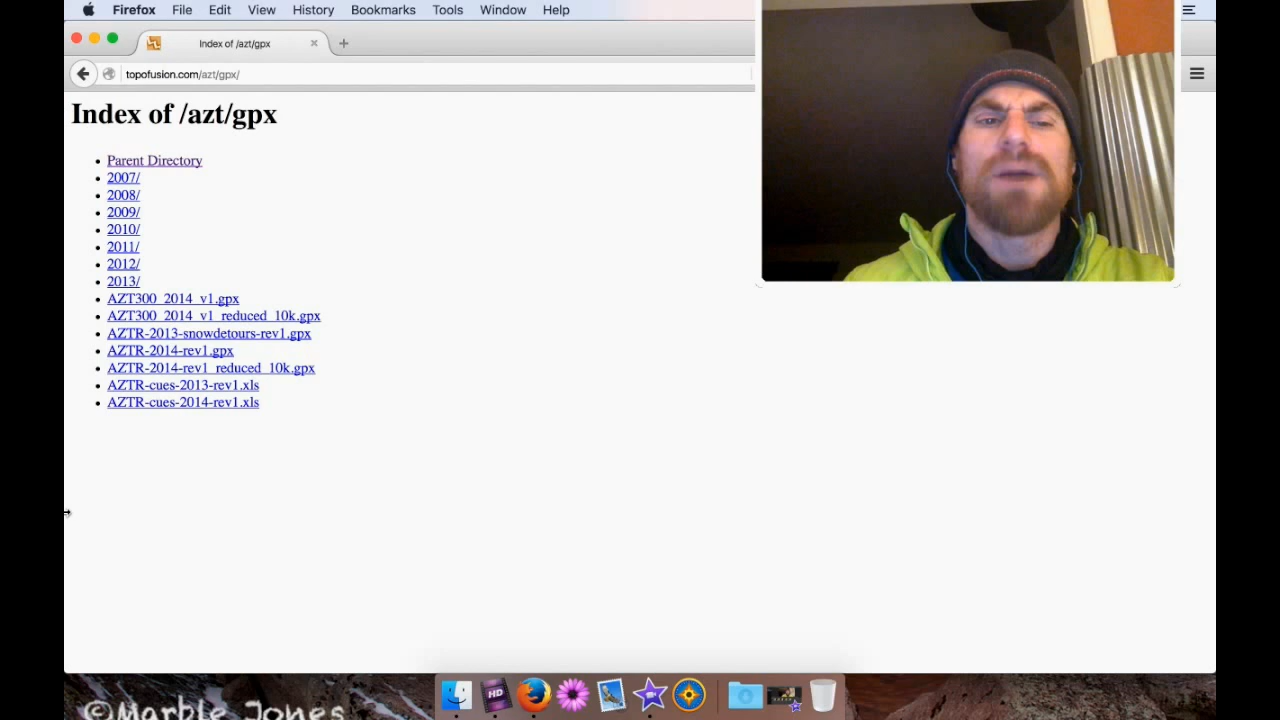 Firefox File Edit View History Bookmarks Tools Window Help
Index of /azt/gpx
topofusion.com/azt/gpx/
Index of /azt/gpx
Parent Directory
2007/
2008/
2009/
2010/
2011/
2012/
2013/
AZT300_2014_v1.gpx
AZT300_2014_v1_reduced_10k.gpx
AZTR-2013-snowdetours-rev1.gpx
AZTR-2014-rev1.gpx
AZTR-2014-rev1_reduced_10k.gpx
AZTR-cues-2013-rev1.xls
AZTR-cues-2014-rev1.xls
HD
©Marble Jones